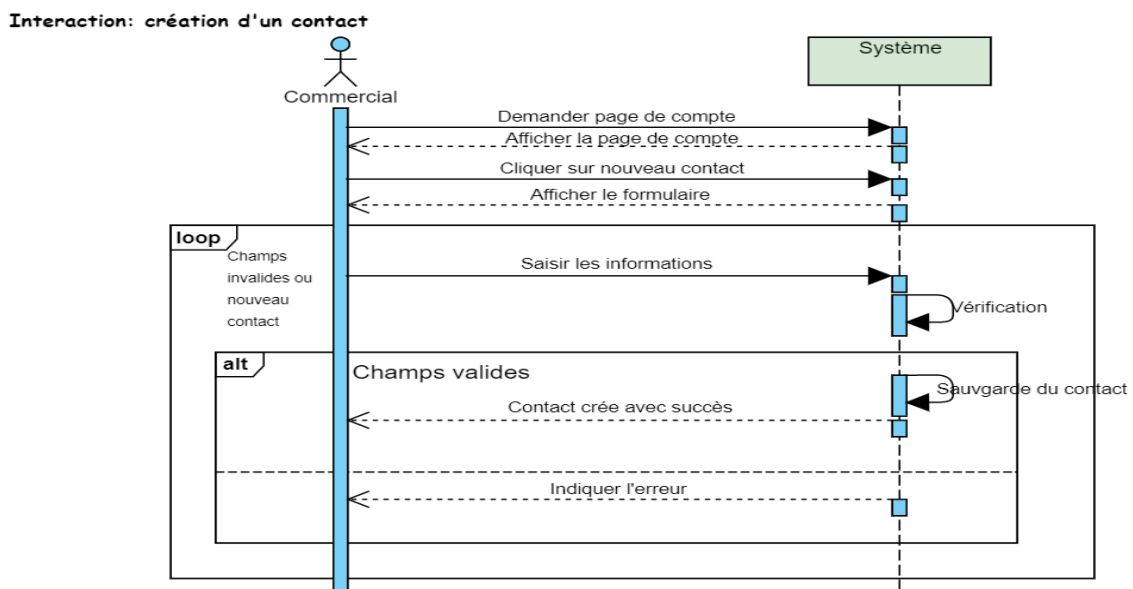 Interaction: création d'un contact
Système
Commercial
Demander page de compte
Afficher la page de compte
Cliquer sur nouveau contact
Afficher le formulaire
loop
Champs
invalides ou
nouveau
contact
Saisir les informations
Vérification
alt
Champs valides
Sauvgarde du contact
Contact crée avec succès
Indiquer l'erreur